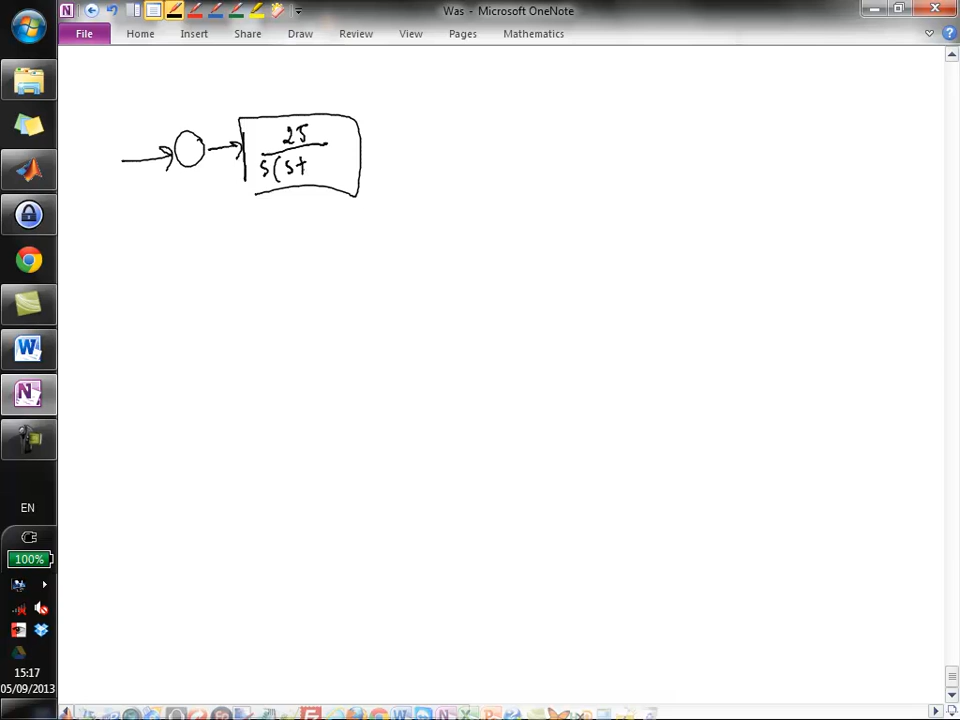 Was - Microsoft OneNote
File Home Insert Share Draw Review View Pages Mathematics
25
s(s+
EN
100%
15:17
05/09/2013